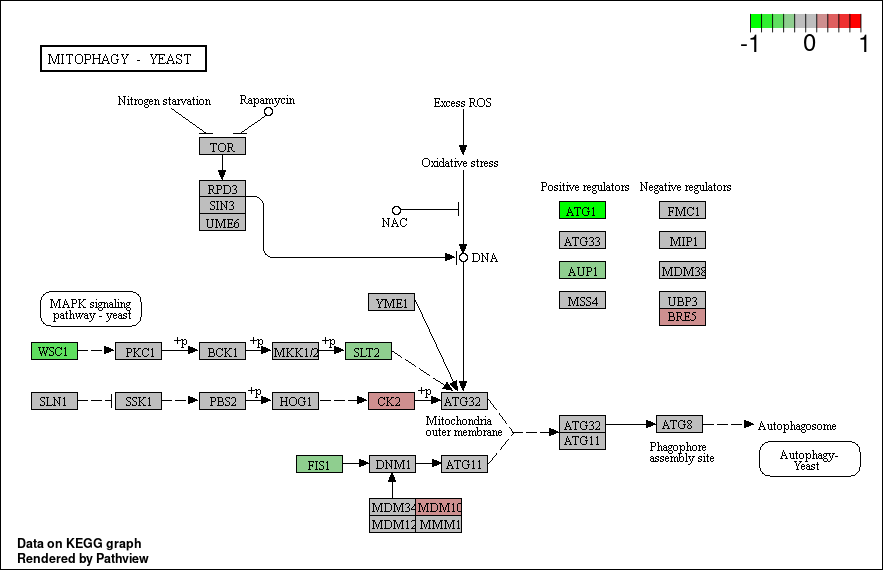 -1 0 1
MITOPHAGY - YEAST
Nitrogen starvation
Rapamycin
Excess ROS
TOR
Oxidative stress
RPD3
SIN3
UME6
NAC
DNA
Positive regulators
Negative regulators
ATG1
FMC1
ATG33
MIP1
AUP1
MDM38
MSS4
UBP3
BRE5
MAPK signaling
pathway - yeast
YME1
WSC1
PKC1
+p
BCK1
+p
MKK1/2
+p
SLT2
SLN1
SSK1
PBS2
+p
HOG1
CK2
+p
ATG32
Mitochondria
outer membrane
ATG32
ATG11
ATG8
Autophagosome
Phagophore
assembly site
Autophagy-
Yeast
FIS1
DNM1
ATG11
MDM34
MDM10
MDM12
MMM1
Data on KEGG graph
Rendered by Pathview